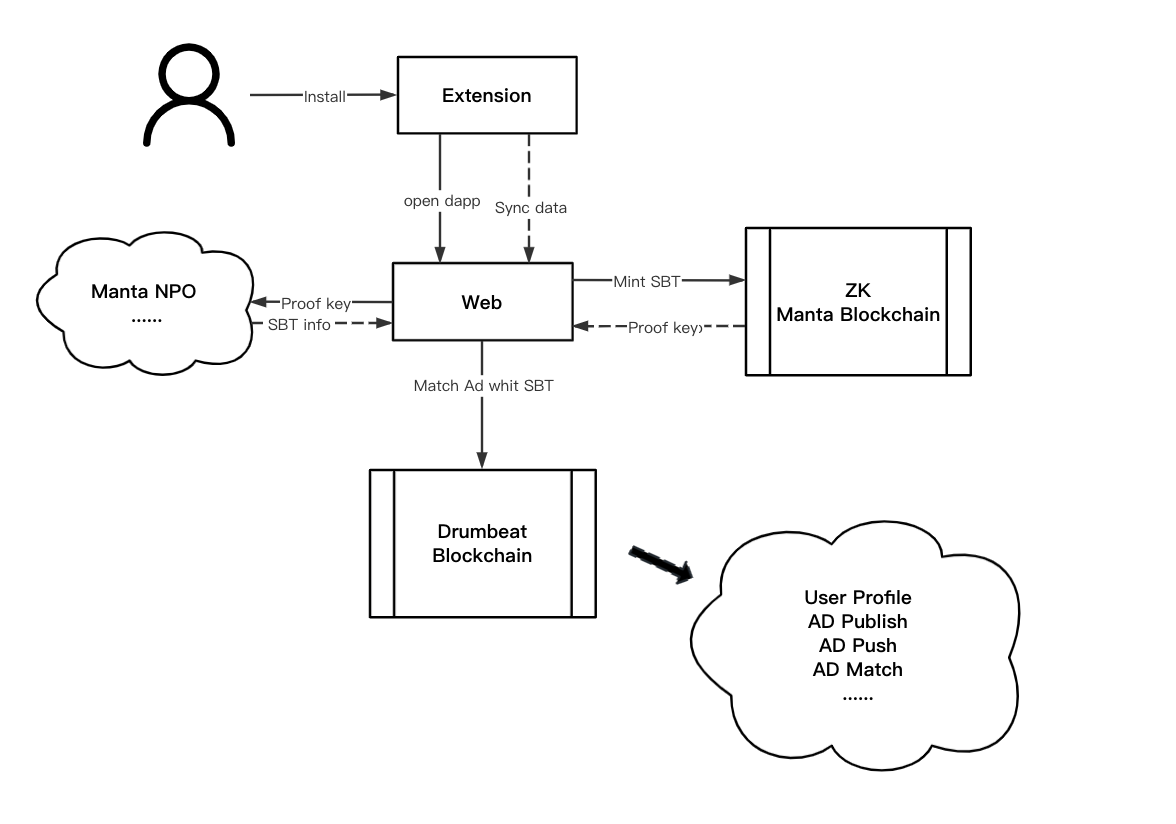 Install
Extension
open dapp
Sync data
Manta NPO
......
Proof key
SBT info
Web
Mint SBT
Proof key
ZK
Manta Blockchain
Match Ad whit SBT
Drumbeat
Blockchain
User Profile
AD Publish
AD Push
AD Match
......